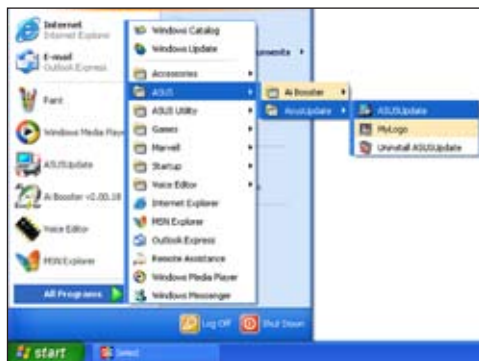 Internet
Internet Explorer
E-mail
Outlook Express
Paint
Windows Media Player
ASUSUpdate
Ai Booster v2.00.18
Voice Editor
MSN Explorer
All Programs
Windows Catalog
Windows Update
Accessories
ASUS
ASUS Utility
Games
Marvell
Startup
Voice Editor
Internet Explorer
MSN Explorer
Outlook Express
Remote Assistance
Windows Media Player
Windows Messenger
uments
Ai Booster
AsusUpdate
ASUSUpdate
MyLogo
Uninstall ASUSUpdate
Log Off
Shut Down
start